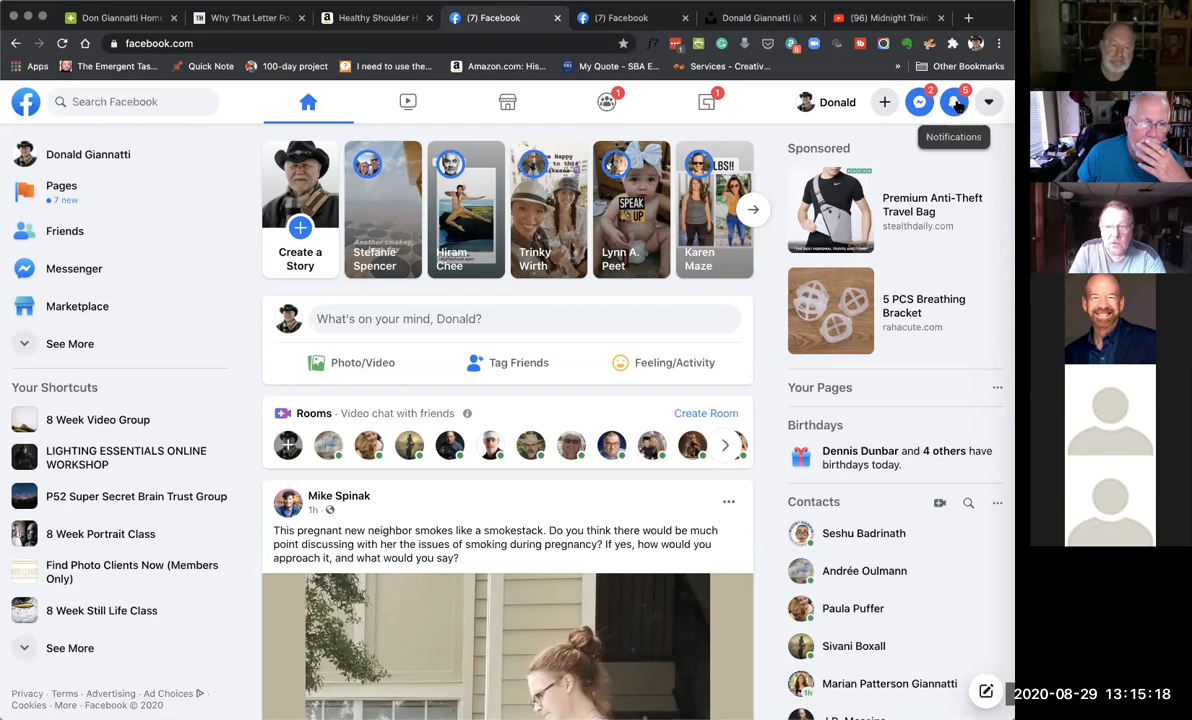 Don Giannatti Hom
Why That Letter Po
Healthy Shoulder H
(7) Facebook
(7) Facebook
Donald Giannatti (@
(96) Midnight Train
facebook.com
Apps
The Emergent Tas...
Quick Note
100-day project
I need to use the...
Amazon.com: His...
My Quote - SBA E...
Services - Creativ...
»
Other Bookmarks
Search Facebook
1
1
Donald
2
5
Notifications
Donald Giannatti
Pages
7 new
Friends
Messenger
Marketplace
See More
Your Shortcuts
8 Week Video Group
LIGHTING ESSENTIALS ONLINE
WORKSHOP
P52 Super Secret Brain Trust Group
8 Week Portrait Class
Find Photo Clients Now (Members
Only)
8 Week Still Life Class
See More
Privacy · Terms · Advertising · Ad Choices ·
Cookies · More · Facebook © 2020
Create a
Story
Another smokey
Stefanie
Spencer
Hiram
Chee
Trinky
Wirth
SPEAK
UP
Lynn A.
Peet
LBS!!
Karen
Maze
What's on your mind, Donald?
Photo/Video
Tag Friends
Feeling/Activity
Rooms · Video chat with friends
Create Room
Mike Spinak
1h ·
This pregnant new neighbor smokes like a smokestack. Do you think there would be much
point discussing with her the issues of smoking during pregnancy? If yes, how would you
approach it, and what would you say?
Sponsored
Premium Anti-Theft
Travel Bag
stealthdaily.com
5 PCS Breathing
Bracket
rahacute.com
Your Pages
Birthdays
Dennis Dunbar and 4 others have
birthdays today.
Contacts
Seshu Badrinath
Andrée Oulmann
Paula Puffer
Sivani Boxall
1h
Marian Patterson Giannatti
2020-08-29 13:15:18